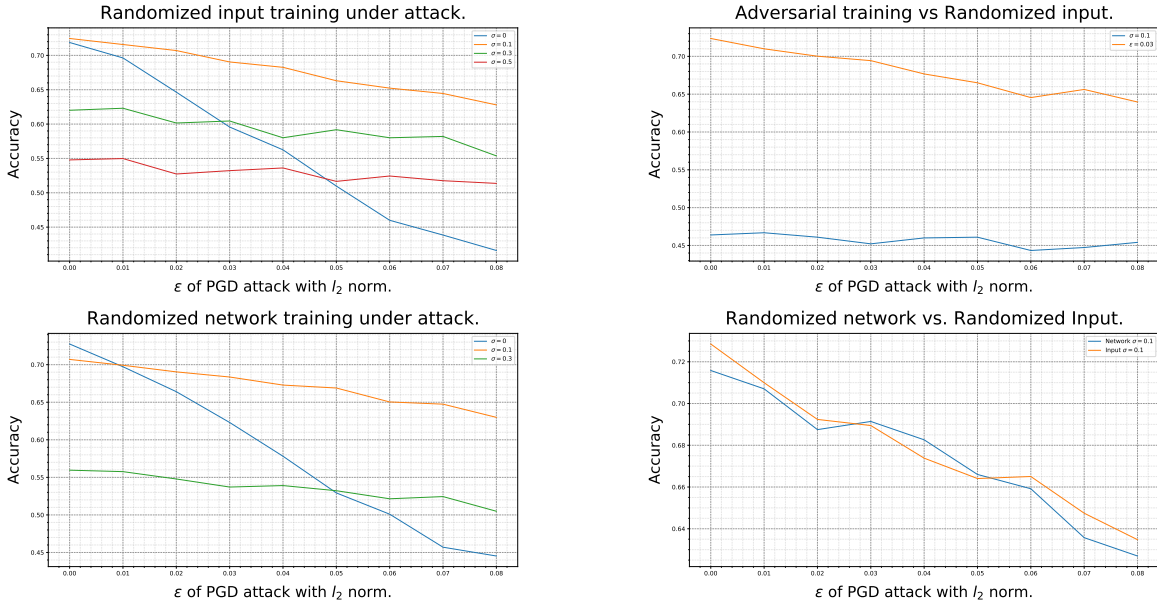 Randomized input training under attack.
σ = 0
σ = 0.1
σ = 0.3
σ = 0.5
0.70
0.65
0.60
0.55
0.50
0.45
Accuracy
0.00 0.01 0.02 0.03 0.04 0.05 0.06 0.07 0.08
ε of PGD attack with l₂ norm.
Adversarial training vs Randomized input.
σ = 0.1
ε = 0.03
0.70
0.65
0.60
0.55
0.50
0.45
Accuracy
0.00 0.01 0.02 0.03 0.04 0.05 0.06 0.07 0.08
ε of PGD attack with l₂ norm.
Randomized network training under attack.
σ = 0
σ = 0.1
σ = 0.3
0.70
0.65
0.60
0.55
0.50
0.45
Accuracy
0.00 0.01 0.02 0.03 0.04 0.05 0.06 0.07 0.08
ε of PGD attack with l₂ norm.
Randomized network vs. Randomized Input.
Network σ = 0.1
Input σ = 0.1
0.72
0.70
0.68
0.66
0.64
Accuracy
0.00 0.01 0.02 0.03 0.04 0.05 0.06 0.07 0.08
ε of PGD attack with l₂ norm.